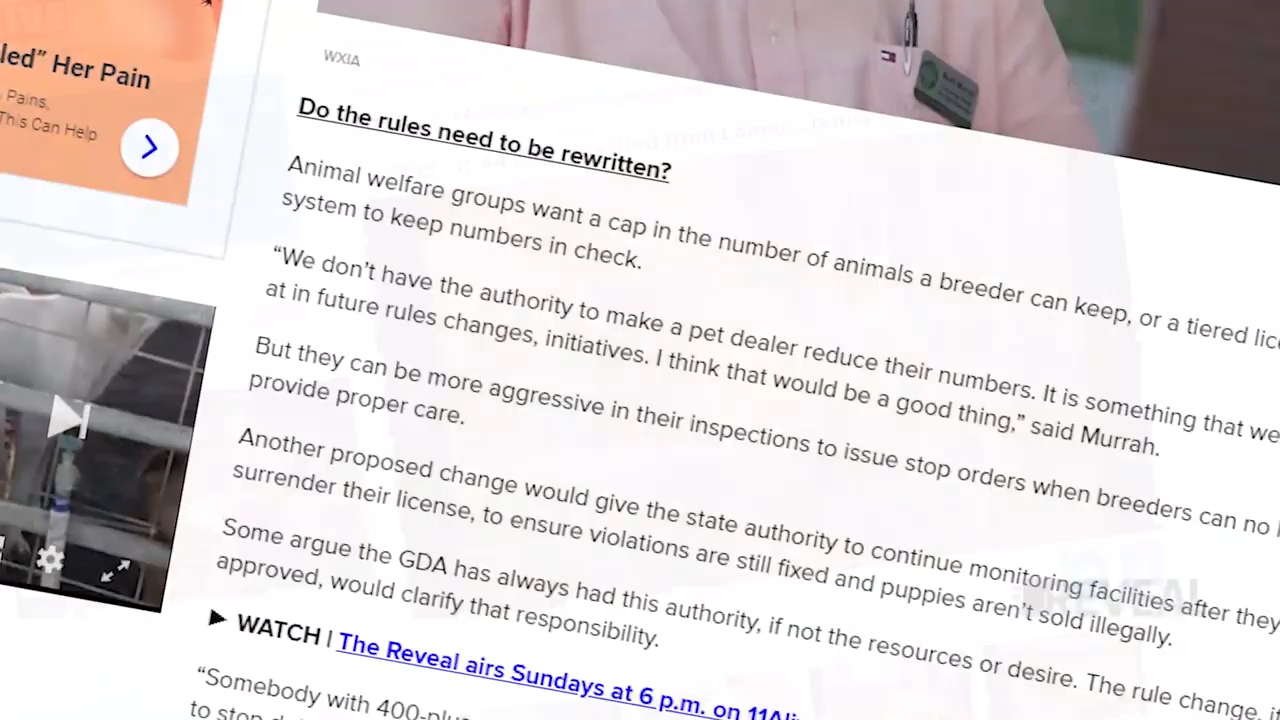 led” Her Pain
Pains,
This Can Help
WXIA
Do the rules need to be rewritten?
Animal welfare groups want a cap in the number of animals a breeder can keep, or a tiered
system to keep numbers in check.
“We don’t have the authority to make a pet dealer reduce their numbers. It is something that we
at in future rules changes, initiatives. I think that would be a good thing,” said Murrah.
But they can be more aggressive in their inspections to issue stop orders when breeders can no
provide proper care.
Another proposed change would give the state authority to continue monitoring facilities after they
surrender their license, to ensure violations are still fixed and puppies aren’t sold illegally.
Some argue the GDA has always had this authority, if not the resources or desire. The rule change,
approved, would clarify that responsibility.
▶ WATCH | The Reveal airs Sundays at 6 p.m. on
“Somebody with
REVEAL